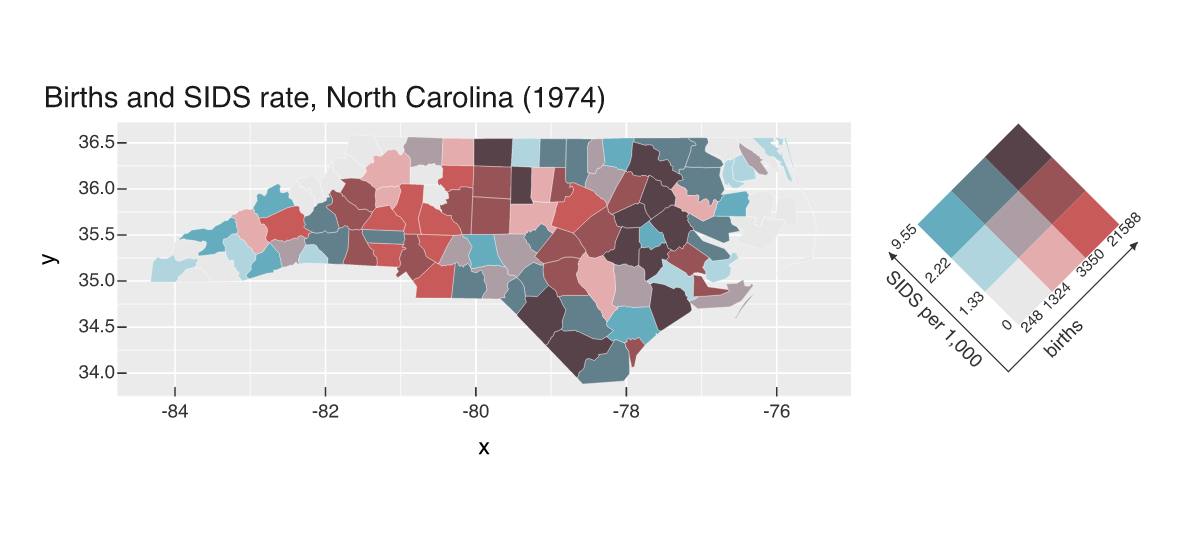 Births and SIDS rate, North Carolina (1974)
36.5
36.0
35.5
35.0
34.5
34.0
y
-84 -82 -80 -78 -76
x
9.55
2.22
1.33
0
SIDS per 1,000
248
1324
3350
21588
births